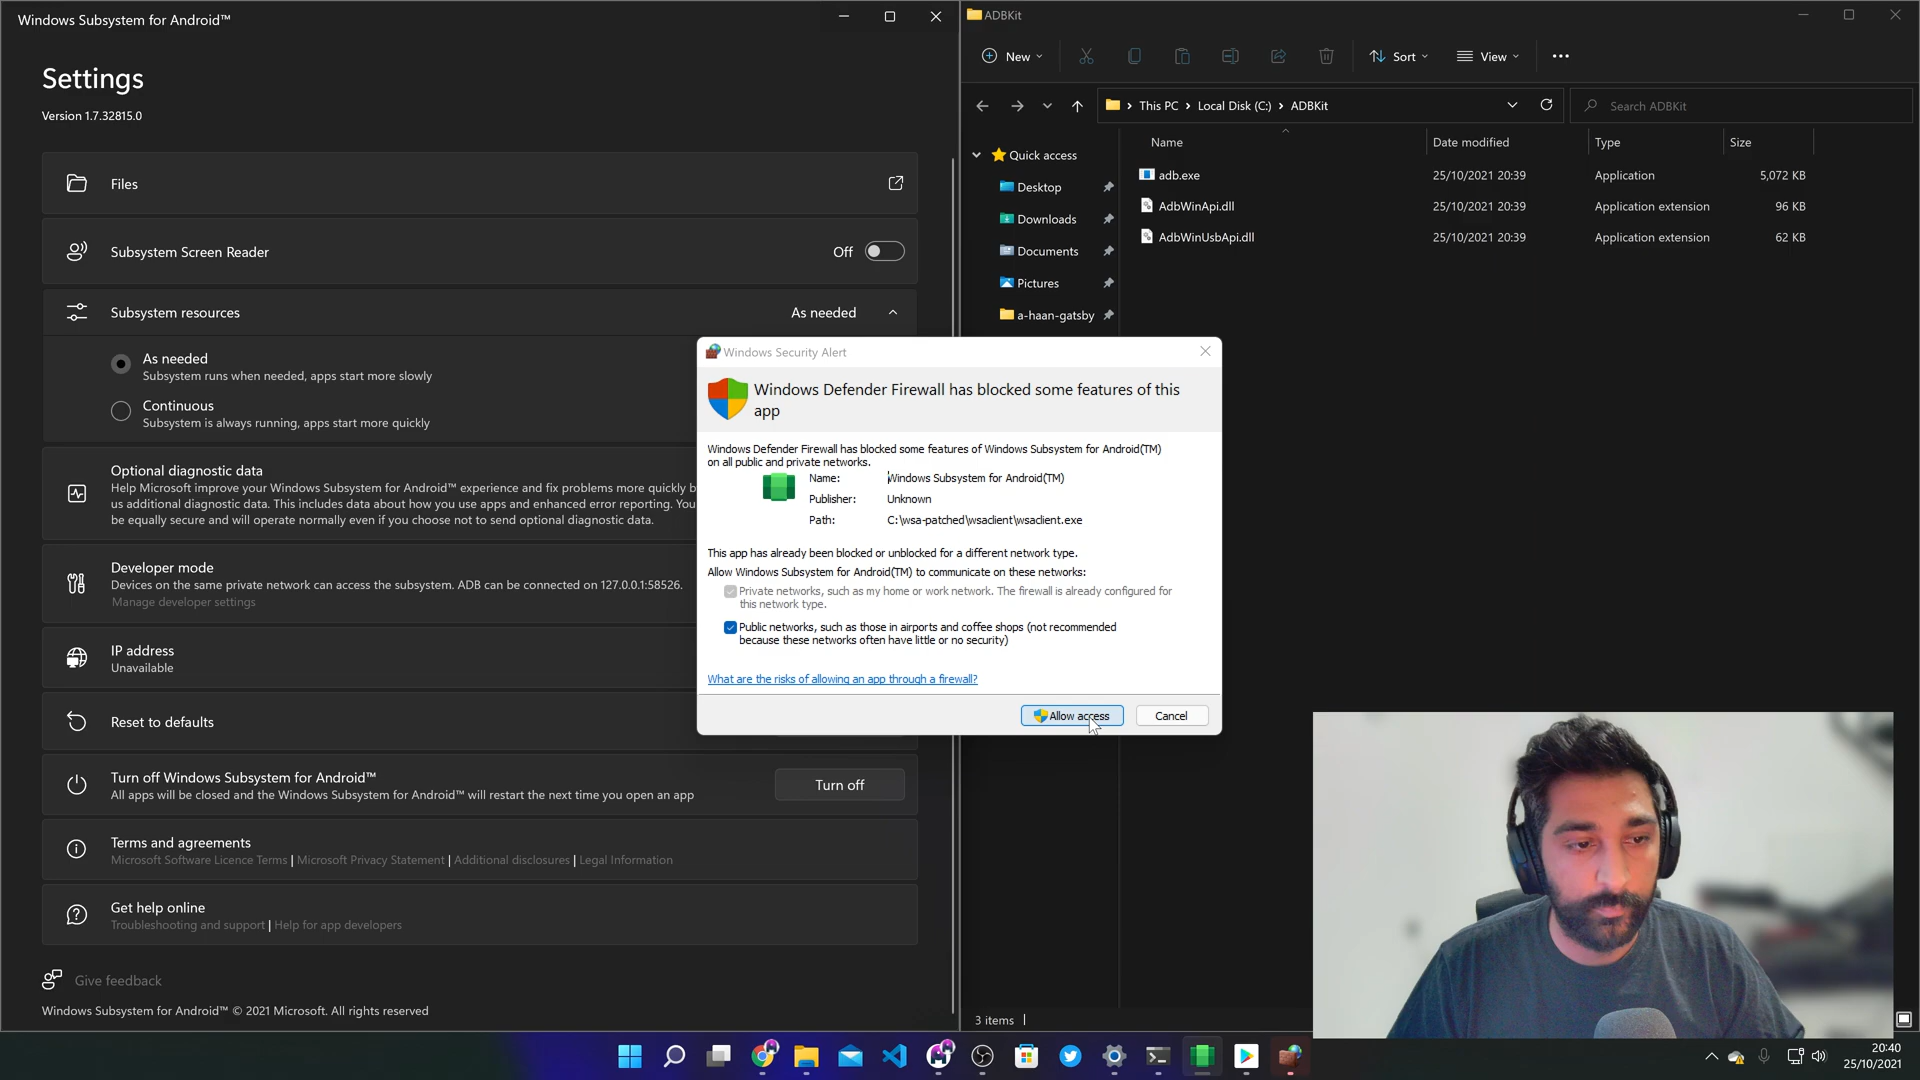 Windows Subsystem for Android™
Settings
Version 1.7.32815.0
Files
Subsystem Screen Reader
Off
Subsystem resources
As needed
As needed
Subsystem runs when needed, apps start more slowly
Continuous
Subsystem is always running, apps start more quickly
Optional diagnostic data
Help Microsoft improve your Windows Subsystem for Android™ experience and fix problems more quickly b
us additional diagnostic data. This includes data about how you use apps and enhanced error reporting. You
be equally secure and will operate normally even if you choose not to send optional diagnostic data.
Developer mode
Devices on the same private network can access the subsystem. ADB can be connected on 127.0.0.1:58526.
Manage developer settings
IP address
Unavailable
Reset to defaults
Turn off Windows Subsystem for Android™
All apps will be closed and the Windows Subsystem for Android™ will restart the next time you open an app
Turn off
Terms and agreements
Microsoft Software Licence Terms | Microsoft Privacy Statement | Additional disclosures | Legal Information
Get help online
Troubleshooting and support | Help for app developers
Give feedback
Windows Subsystem for Android™ © 2021 Microsoft. All rights reserved
ADBKit
New
Sort
View
This PC > Local Disk (C:) > ADBKit
Search ADBKit
Quick access
Desktop
Downloads
Documents
Pictures
a-haan-gatsby
Name Date modified Type Size
adb.exe 25/10/2021 20:39 Application 5,072 KB
AdbWinApi.dll 25/10/2021 20:39 Application extension 96 KB
AdbWinUsbApi.dll 25/10/2021 20:39 Application extension 62 KB
3 items
Windows Security Alert
Windows Defender Firewall has blocked some features of this
app
Windows Defender Firewall has blocked some features of Windows Subsystem for Android(TM)
on all public and private networks.
Name: Windows Subsystem for Android(TM)
Publisher: Unknown
Path: C:\wsa-patched\wsaclient\wsaclient.exe
This app has already been blocked or unblocked for a different network type.
Allow Windows Subsystem for Android(TM) to communicate on these networks:
Private networks, such as my home or work network. The firewall is already configured for
this network type.
Public networks, such as those in airports and coffee shops (not recommended
because these networks often have little or no security)
What are the risks of allowing an app through a firewall?
Allow access
Cancel
20:40
25/10/2021